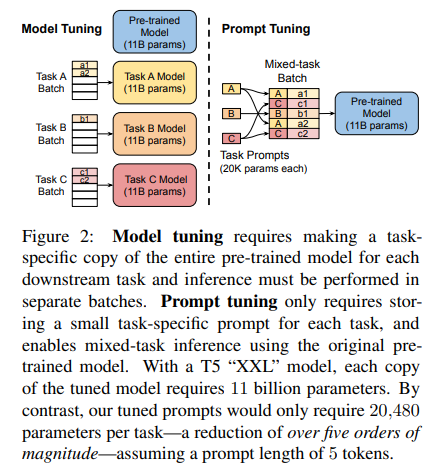 Model Tuning
Pre-trained
Model
(11B params)
a1
a2
Task A
Batch
Task A Model
(11B params)
b1
Task B
Batch
Task B Model
(11B params)
c1
c2
Task C
Batch
Task C Model
(11B params)
Prompt Tuning
Mixed-task
Batch
A
B
C
A a1
C c1
B b1
A a2
C c2
Pre-trained
Model
(11B params)
Task Prompts
(20K params each)
Figure 2: Model tuning requires making a task-
specific copy of the entire pre-trained model for each
downstream task and inference must be performed in
separate batches. Prompt tuning only requires stor-
ing a small task-specific prompt for each task, and
enables mixed-task inference using the original pre-
trained model. With a T5 “XXL” model, each copy
of the tuned model requires 11 billion parameters. By
contrast, our tuned prompts would only require 20,480
parameters per task—a reduction of over five orders of
magnitude—assuming a prompt length of 5 tokens.